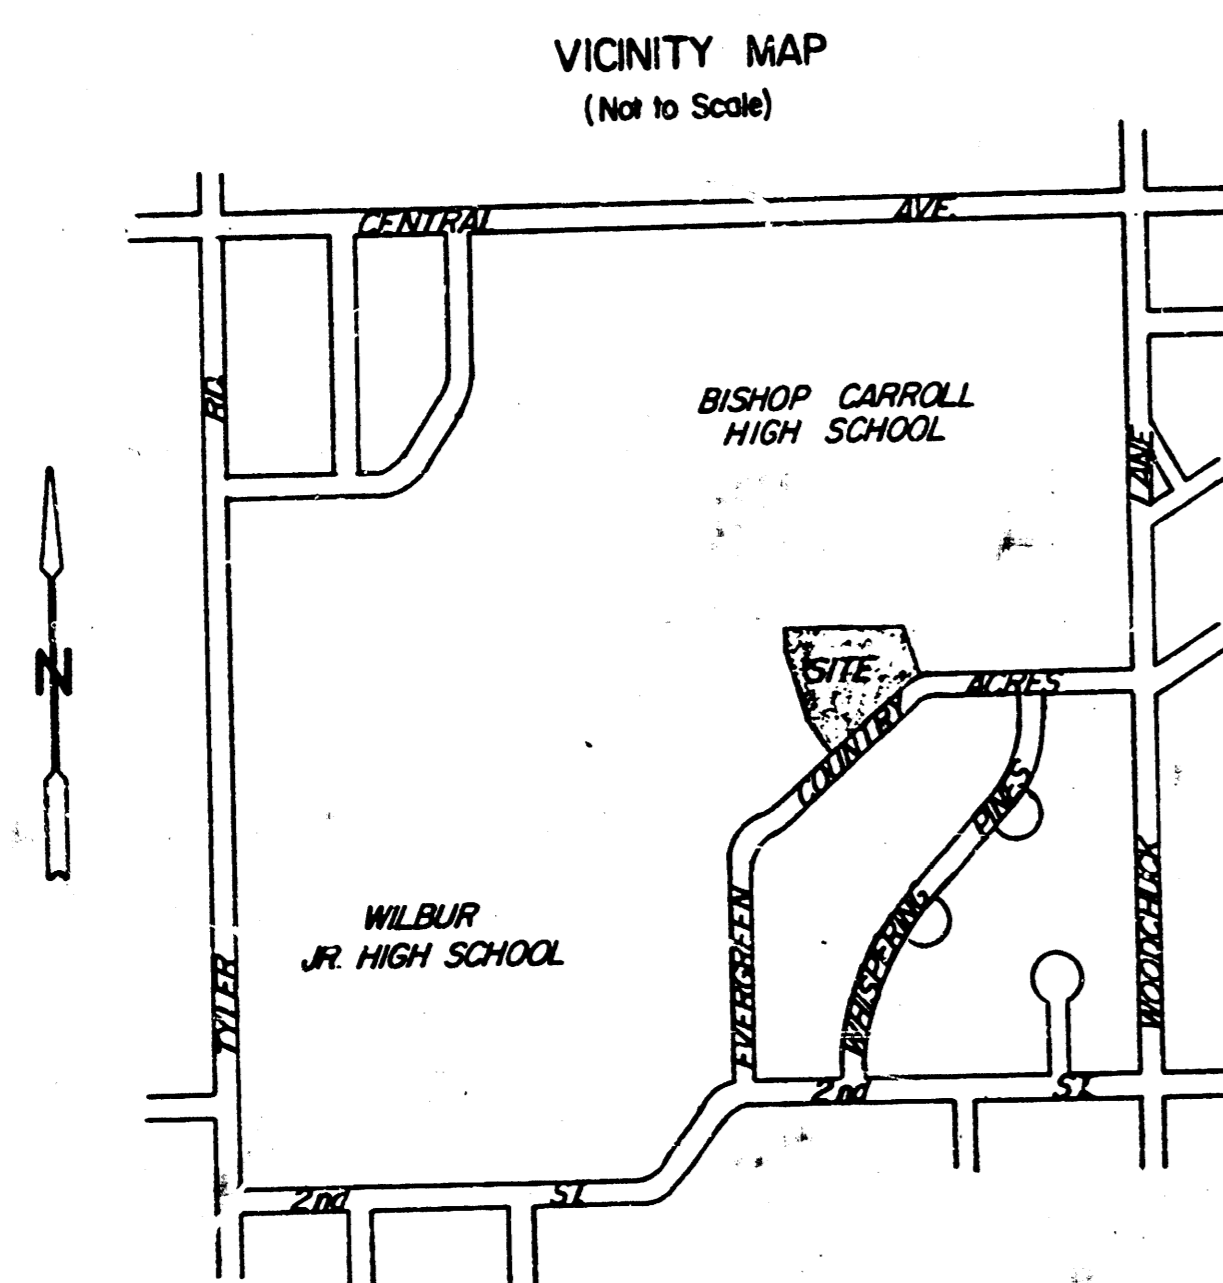 VICINITY MAP
(Not to Scale)
CENTRAL AVE.
RD.
BISHOP CARROLL
HIGH SCHOOL
LANE
N
SITE
ACRES
COUNTRY
PINES
WOODCHUCK
EVERGREEN
WHISPERING
WILBUR
JR. HIGH SCHOOL
TYLER
2nd ST.
2nd ST.